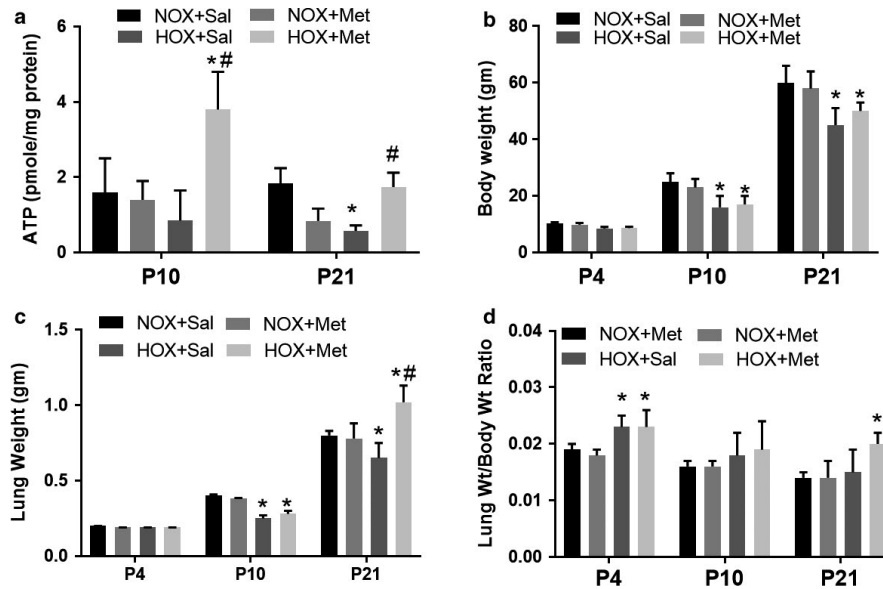 a
NOX+Sal NOX+Met
HOX+Sal HOX+Met
ATP (pmole/mg protein)
6
4
2
0
*#
*
#
P10 P21
b
NOX+Sal NOX+Met
HOX+Sal HOX+Met
Body weight (gm)
80
60
40
20
0
* *
* *
P4 P10 P21
c
NOX+Sal NOX+Met
HOX+Sal HOX+Met
Lung Weight (gm)
1.5
1.0
0.5
0.0
* *
*
*#
P4 P10 P21
d
NOX+Met NOX+Met
HOX+Sal HOX+Met
Lung Wt/Body Wt Ratio
0.04
0.03
0.02
0.01
0.00
* *
*
P4 P10 P21